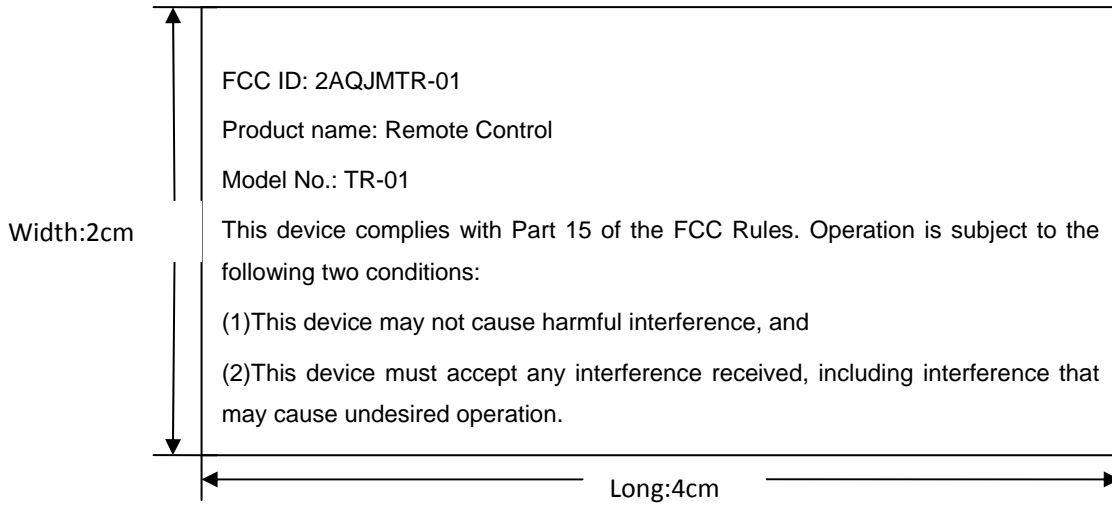 FCC ID: 2AQJMTR-01
Product name: Remote Control
Model No.: TR-01
Width:2cm
This device complies with Part 15 of the FCC Rules. Operation is subject to the
following two conditions:
(1)This device may not cause harmful interference, and
(2)This device must accept any interference received, including interference that
may cause undesired operation.
Long:4cm